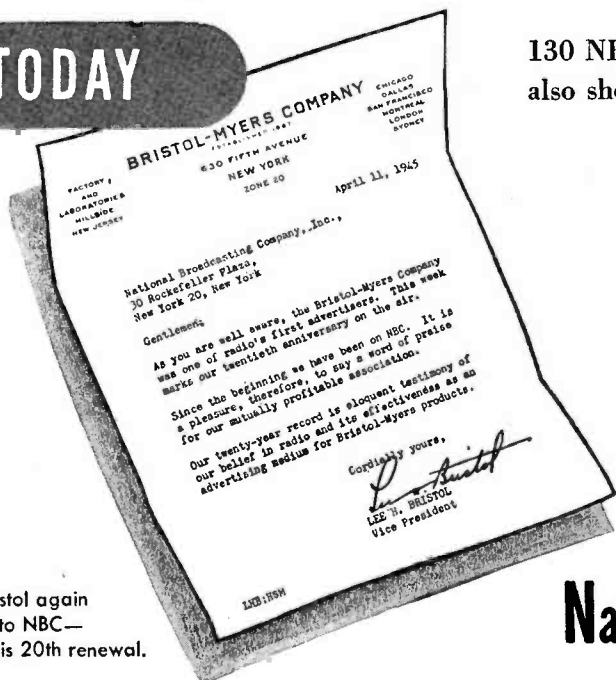 TODAY
130 NB
also sho
BRISTOL-MYERS COMPANY
ESTABLISHED 1887
630 FIFTH AVENUE
NEW YORK
ZONE 20
FACTORY
AND
LABORATORIES
HILLSIDE
NEW JERSEY
CHICAGO
DALLAS
SAN FRANCISCO
MONTREAL
LONDON
SYDNEY
April 11, 1945
National Broadcasting Company, Inc.,
30 Rockefeller Plaza,
New York 20, New York
Gentlemen:
As you are well aware, the Bristol-Myers Company
was one of radio's first advertisers. This week
marks our twentieth anniversary on the air.
Since the beginning we have been on NBC. It is
a pleasure, therefore, to say a word of praise
for our mutually profitable association.
Our twenty-year record is eloquent testimony of
our belief in radio and its effectiveness as an
advertising medium for Bristol-Myers products.
Cordially yours,
Lee Bristol
LEE H. BRISTOL
Vice President
LHB:HSM
stol again
to NBC—
is 20th renewal.
Na